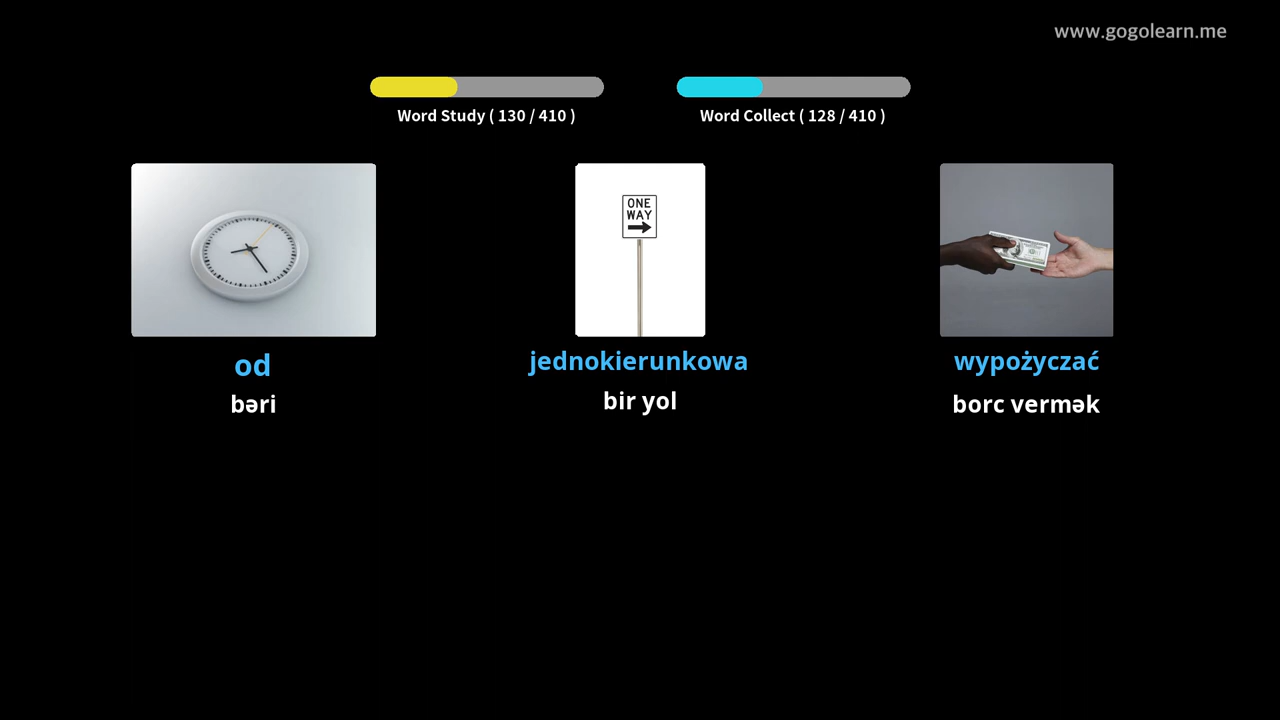 www.gogolearn.me
Word Study ( 130 / 410 )
Word Collect ( 128 / 410 )
ONE
WAY
od
jednokierunkowa
wypożyczać
bəri
bir yol
borc vermək